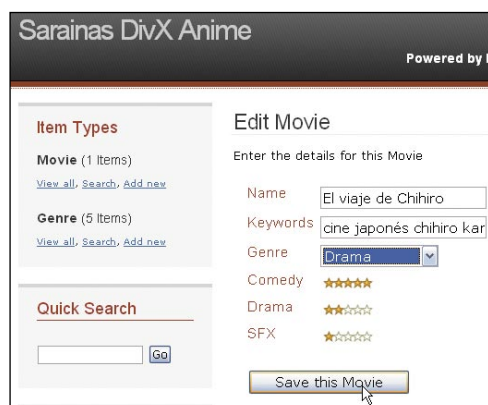 Sarainas DivX Anime
Powered by
Item Types
Movie (1 Items)
View all, Search, Add new
Genre (5 Items)
View all, Search, Add new
Quick Search
Go
Edit Movie
Enter the details for this Movie
Name El viaje de Chihiro
Keywords cine japonés chihiro kar
Genre Drama
Comedy
Drama
SFX
Save this Movie